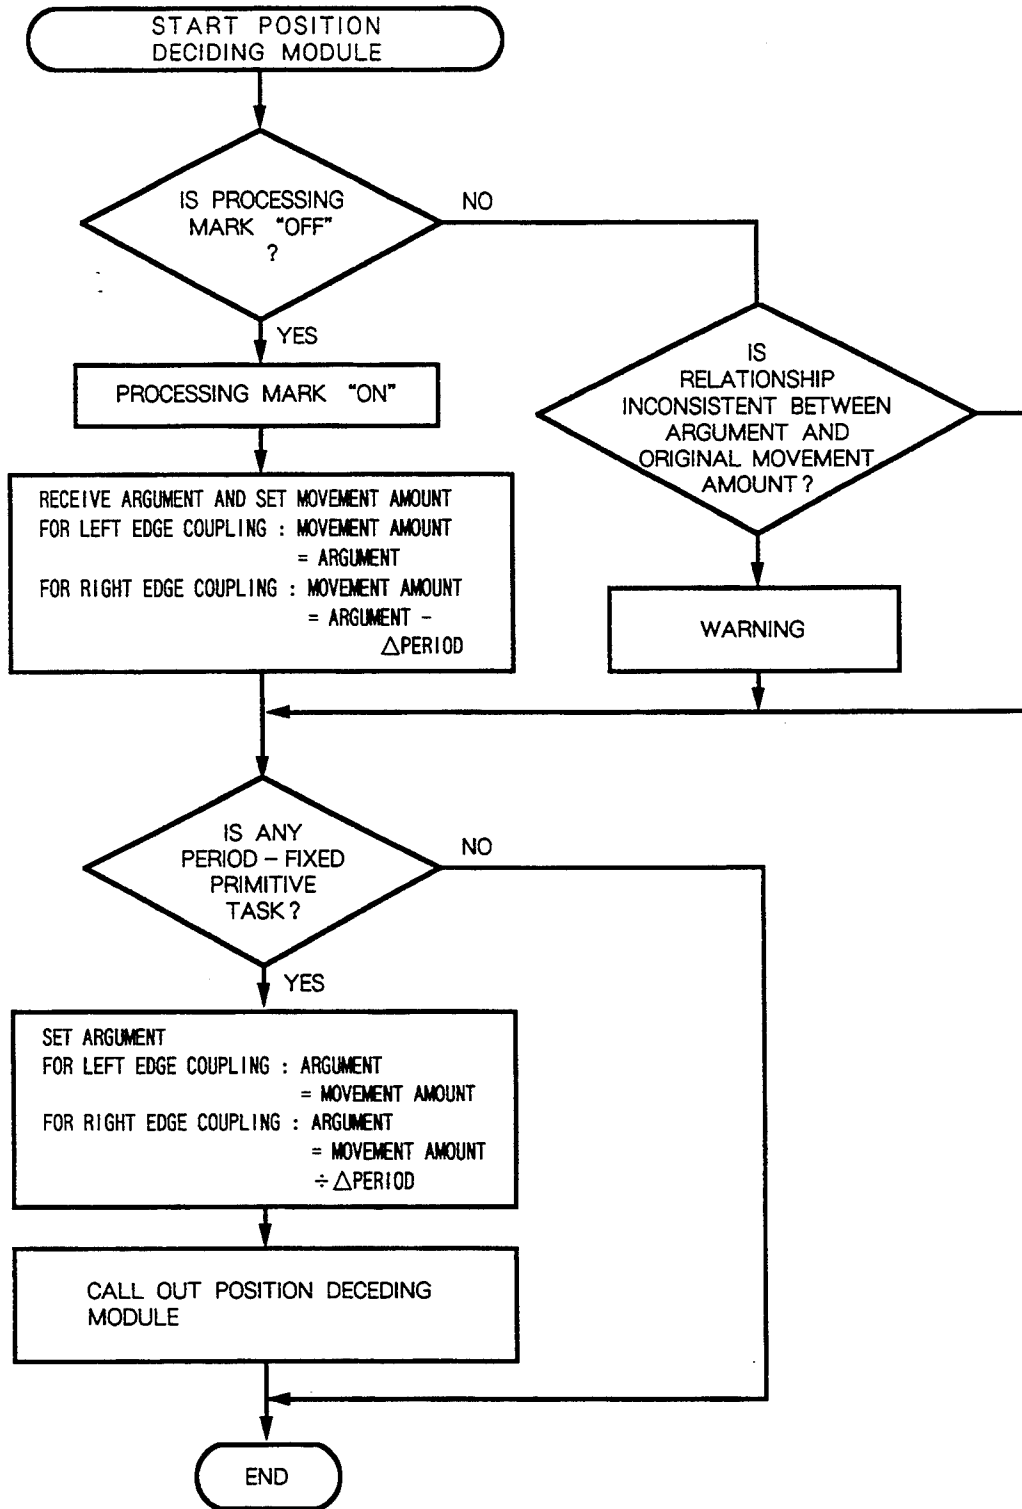 START POSITION
DECIDING MODULE
IS PROCESSING
MARK "OFF"
?
NO
YES
PROCESSING MARK "ON"
IS
RELATIONSHIP
INCONSISTENT BETWEEN
ARGUMENT AND
ORIGINAL MOVEMENT
AMOUNT?
RECEIVE ARGUMENT AND SET MOVEMENT AMOUNT
FOR LEFT EDGE COUPLING : MOVEMENT AMOUNT
= ARGUMENT
FOR RIGHT EDGE COUPLING : MOVEMENT AMOUNT
= ARGUMENT -
△PERIOD
WARNING
IS ANY
PERIOD - FIXED
PRIMITIVE
TASK?
NO
YES
SET ARGUMENT
FOR LEFT EDGE COUPLING : ARGUMENT
= MOVEMENT AMOUNT
FOR RIGHT EDGE COUPLING : ARGUMENT
= MOVEMENT AMOUNT
÷ △PERIOD
CALL OUT POSITION DECEDING
MODULE
END